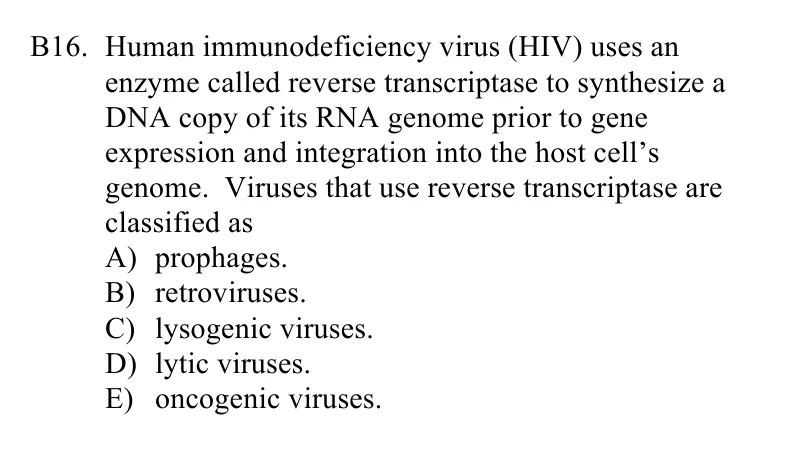 B16. Human immunodeficiency virus (HIV) uses an
enzyme called reverse transcriptase to synthesize a
DNA copy of its RNA genome prior to gene
expression and integration into the host cell’s
genome.  Viruses that use reverse transcriptase are
classified as
A) prophages.
B) retroviruses.
C) lysogenic viruses.
D) lytic viruses.
E) oncogenic viruses.